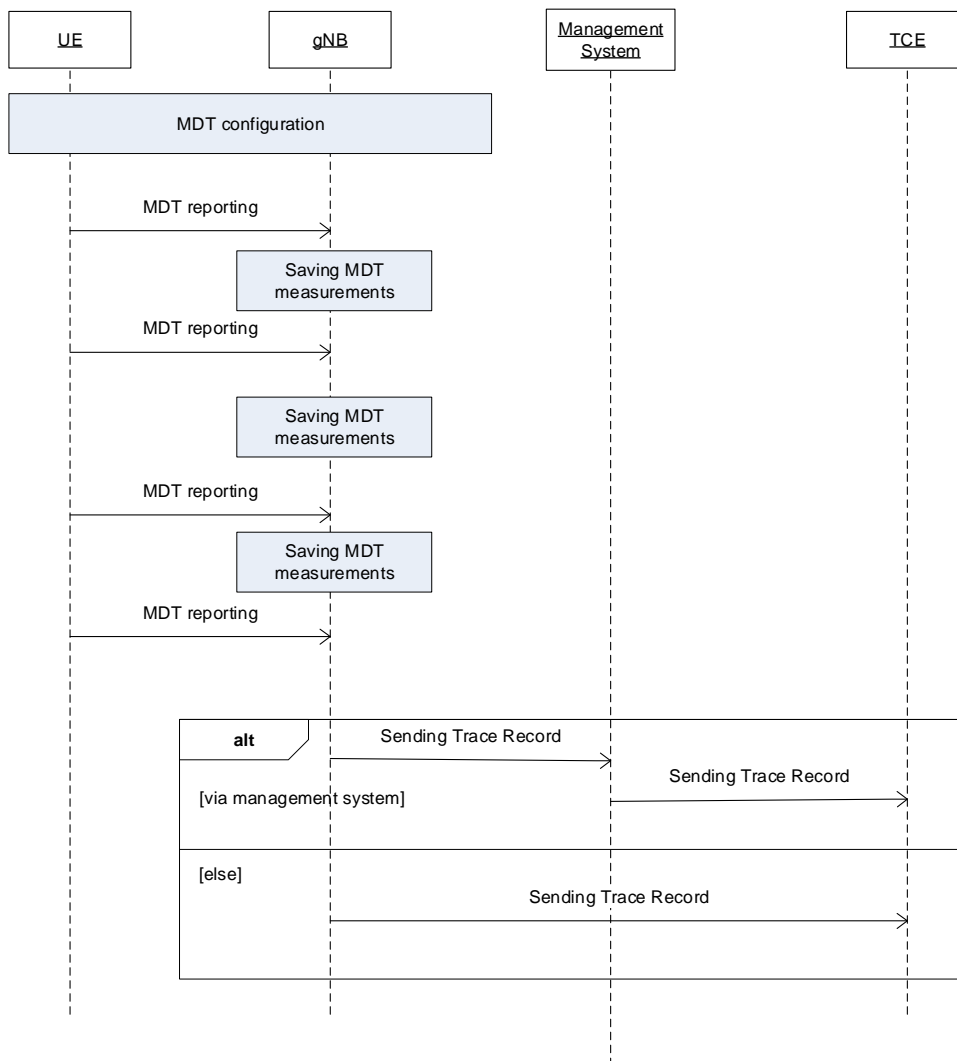 UE
gNB
Management
System
TCE
MDT configuration
MDT reporting
Saving MDT
measurements
MDT reporting
Saving MDT
measurements
MDT reporting
Saving MDT
measurements
MDT reporting
alt
Sending Trace Record
Sending Trace Record
[via management system]
[else]
Sending Trace Record